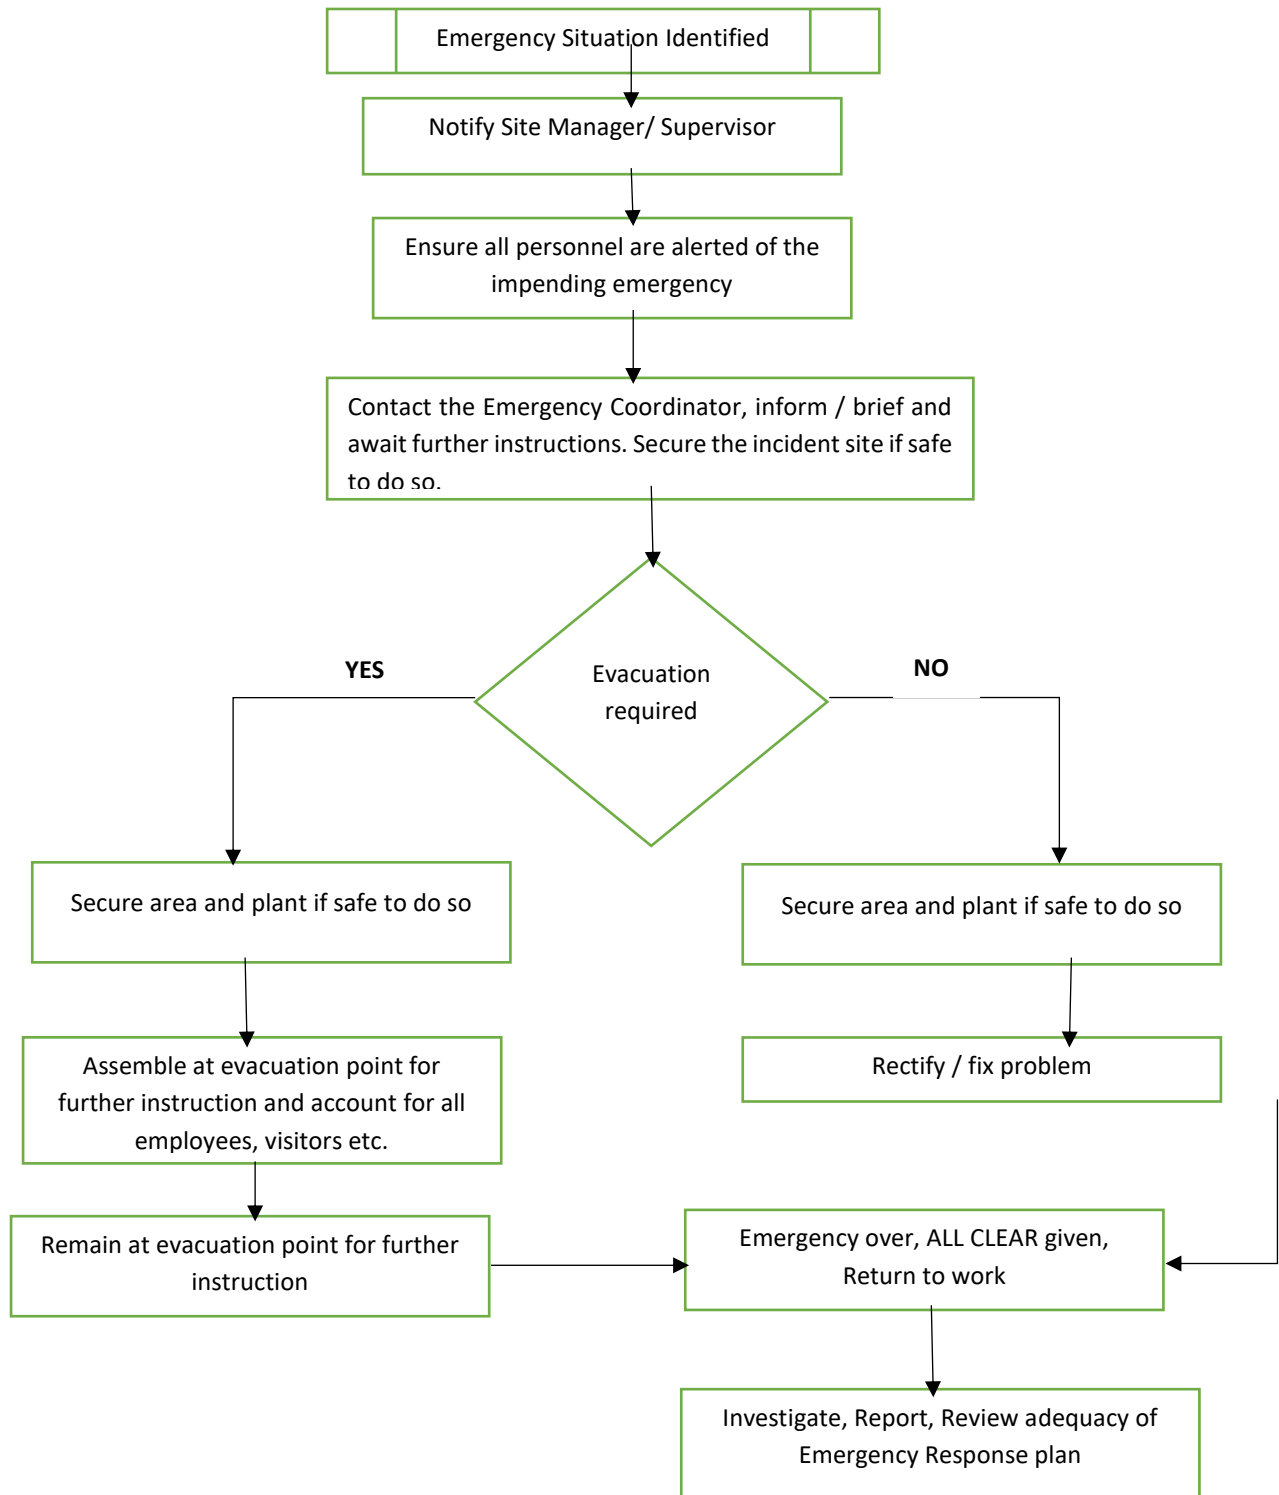 Emergency Situation Identified
Notify Site Manager/ Supervisor
Ensure all personnel are alerted of the
impending emergency
Contact the Emergency Coordinator, inform / brief and
await further instructions. Secure the incident site if safe
to do so.
YES
NO
Evacuation
required
Secure area and plant if safe to do so
Secure area and plant if safe to do so
Assemble at evacuation point for
further instruction and account for all
employees, visitors etc.
Rectify / fix problem
Remain at evacuation point for further
instruction
Emergency over, ALL CLEAR given,
Return to work
Investigate, Report, Review adequacy of
Emergency Response plan